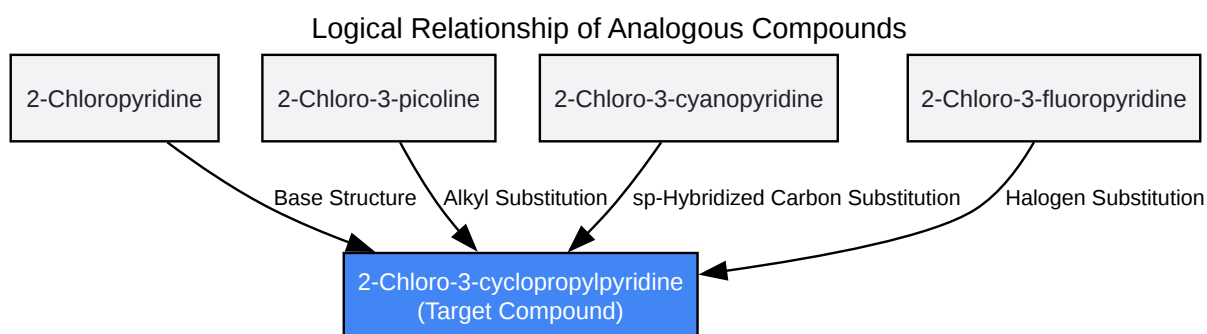 Logical Relationship of Analogous Compounds
2-Chloropyridine
2-Chloro-3-picoline
2-Chloro-3-cyanopyridine
2-Chloro-3-fluoropyridine
Base Structure
Alkyl Substitution
sp-Hybridized Carbon Substitution
Halogen Substitution
2-Chloro-3-cyclopropylpyridine
(Target Compound)